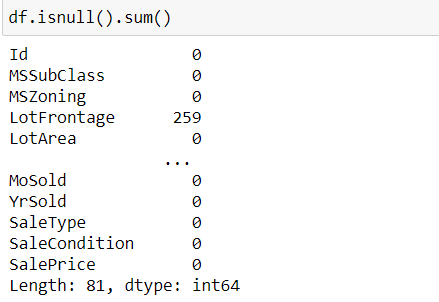 df.isnull().sum()
Id 0
MSSubClass 0
MSZoning 0
LotFrontage 259
LotArea 0
...
MoSold 0
YrSold 0
SaleType 0
SaleCondition 0
SalePrice 0
Length: 81, dtype: int64